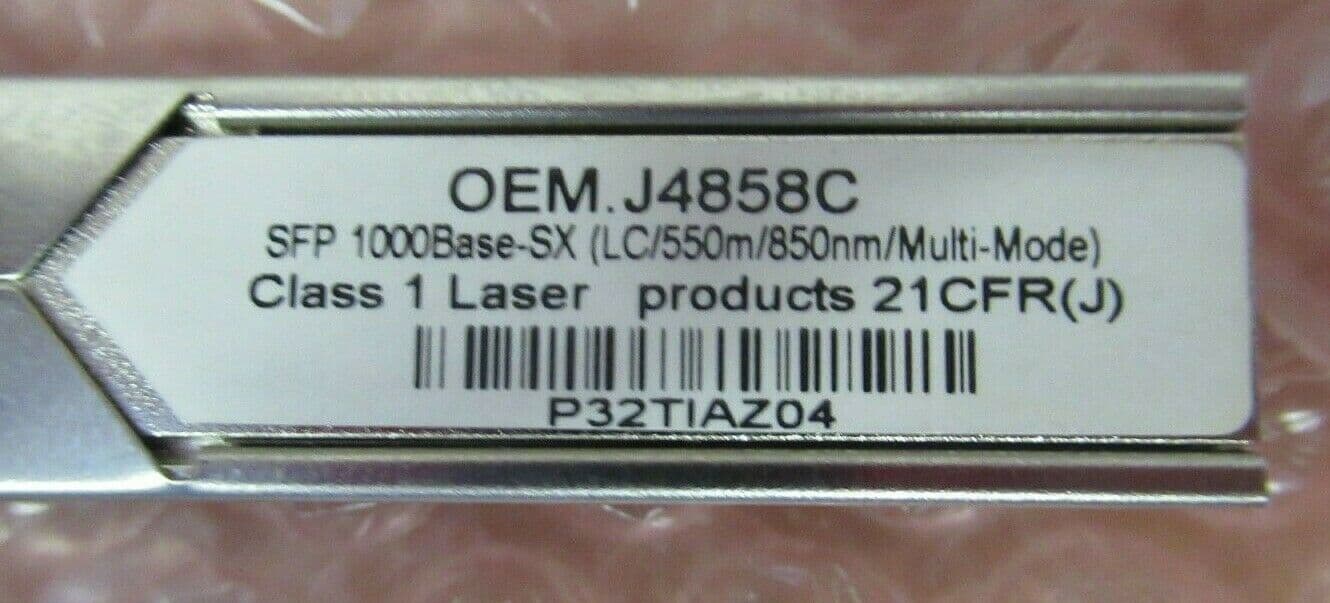 OEM.J4858C
SFP 1000Base-SX (LC/550m/850nm/Multi-Mode)
Class 1 Laser products 21CFR(J)
P32TIAZ04